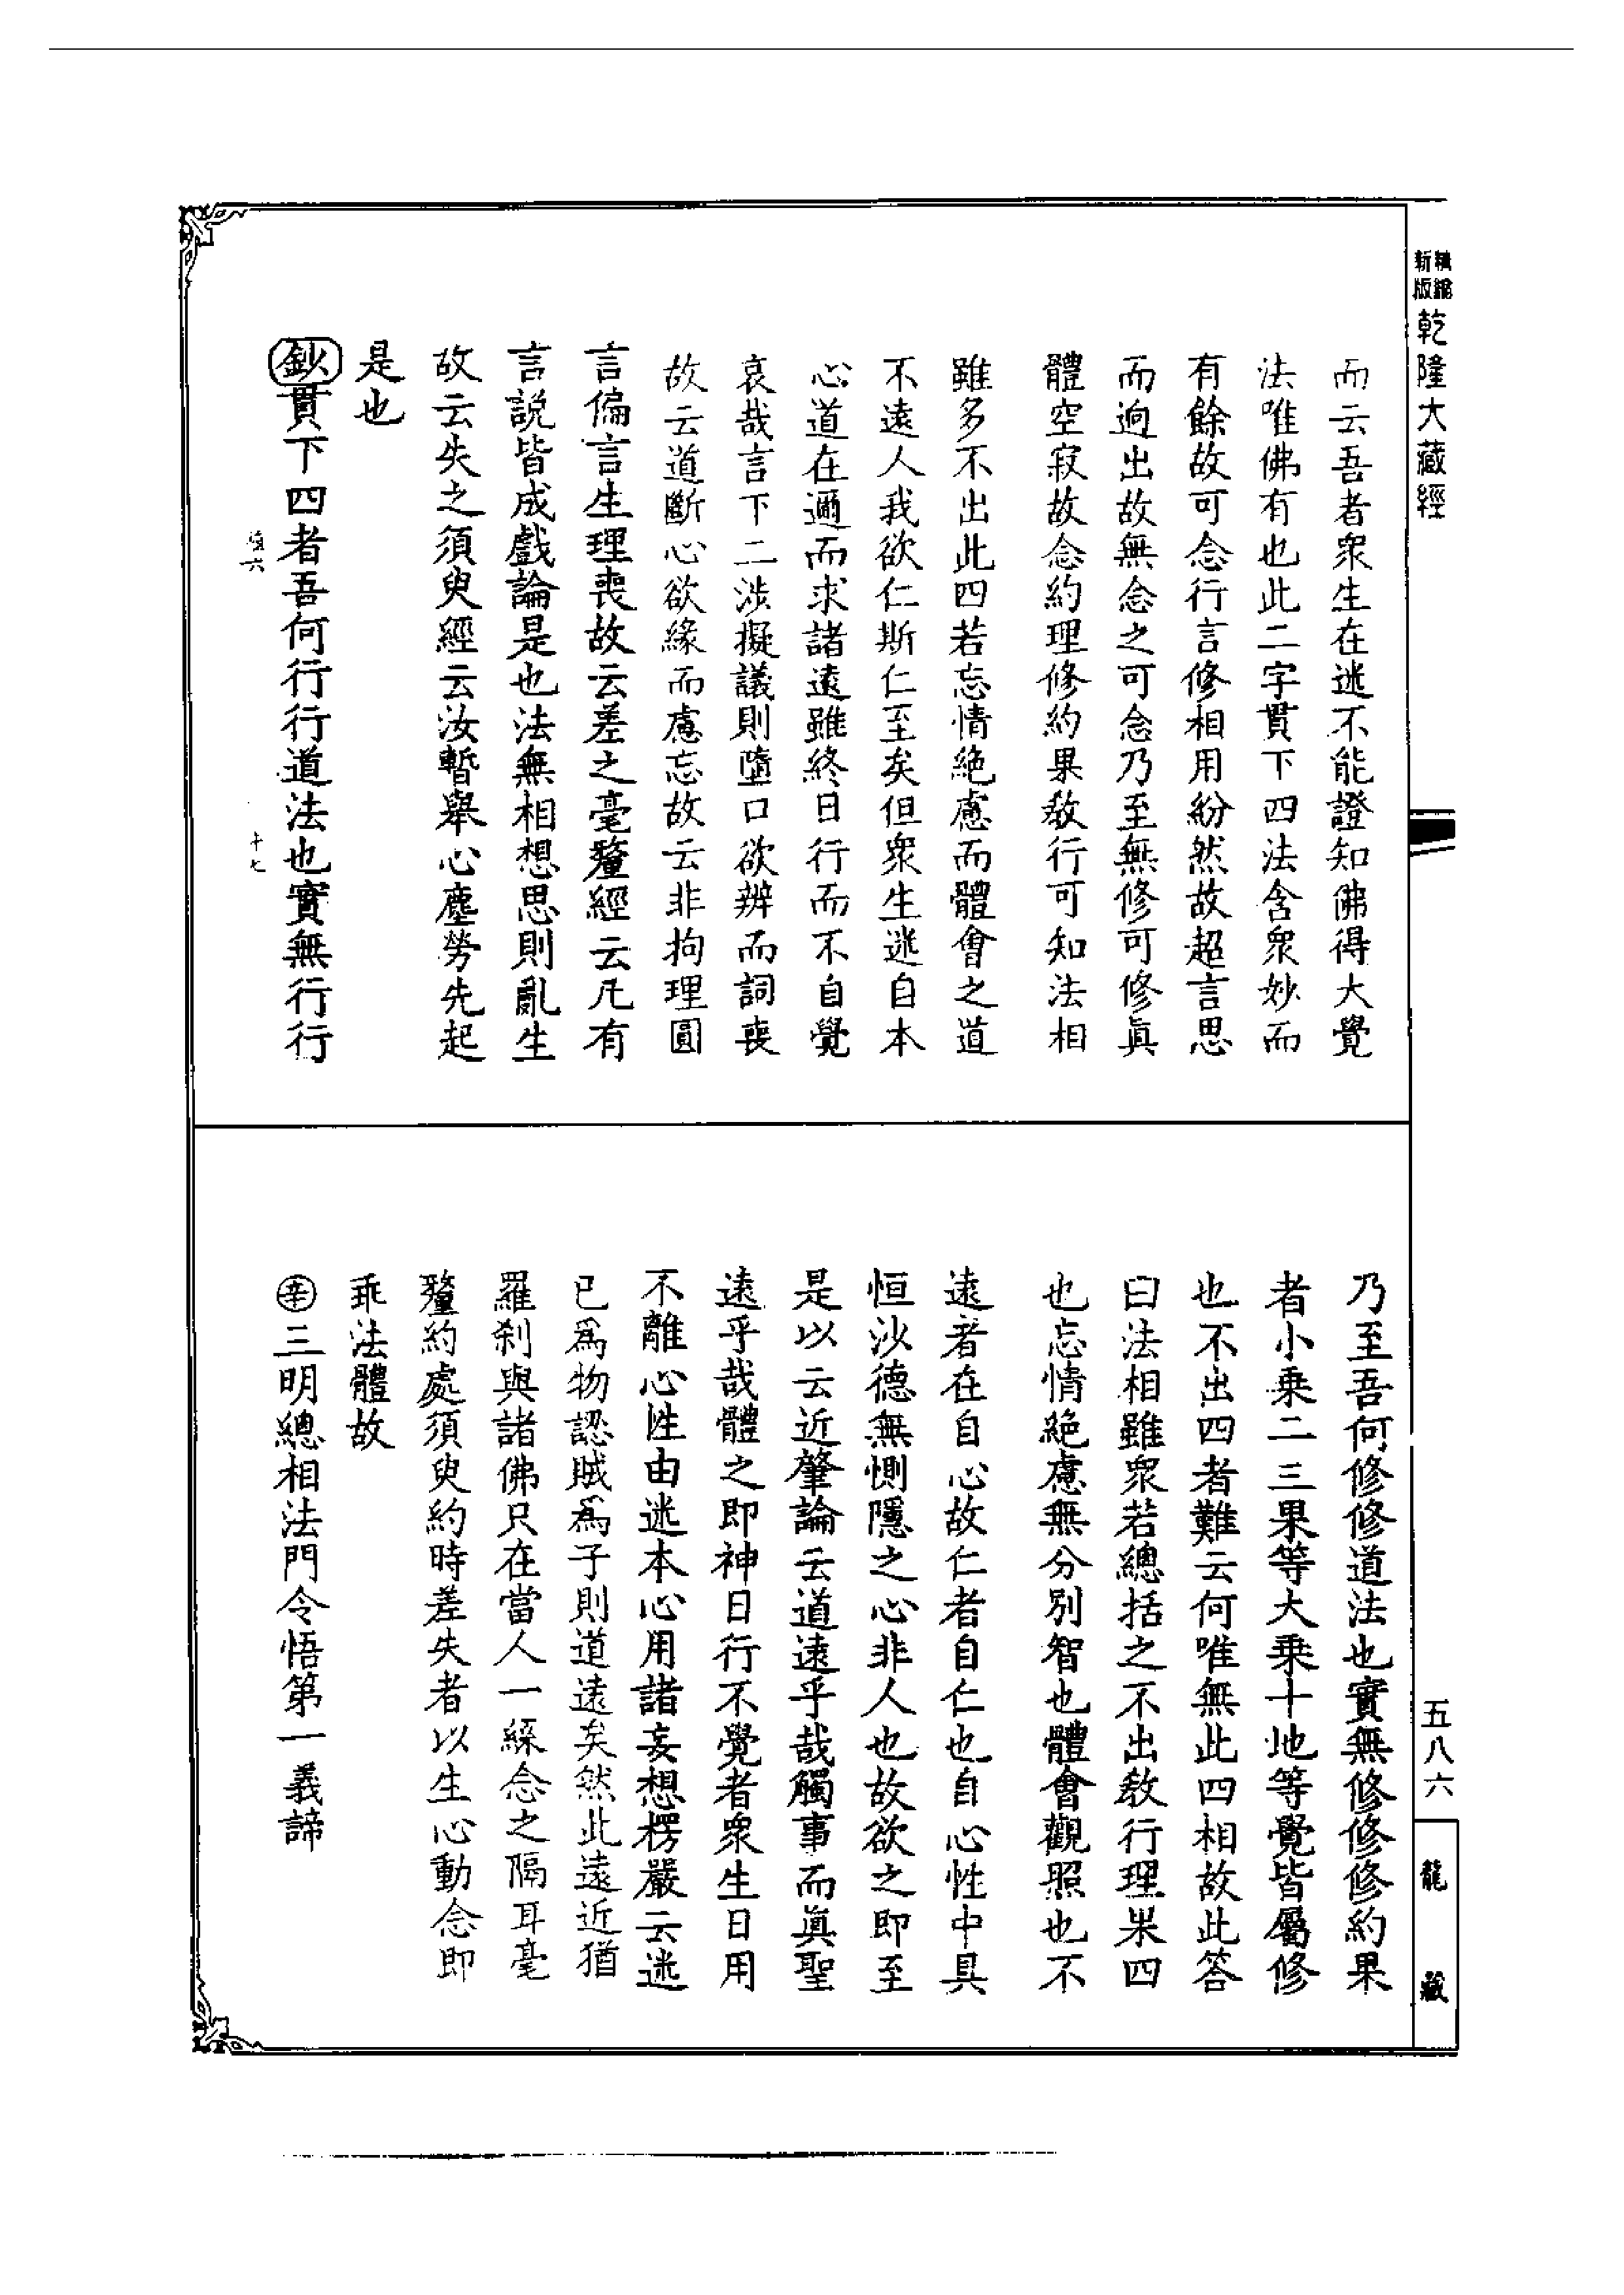 精縮新版乾隆大藏經
而云吾者衆生在迷不能證知佛得大覺
法唯佛有也此二字貫下四法含衆妙而
有餘故可念行言修相用紛然故超言思
而逈出故無念之可念乃至無修可修眞
體空寂故念約理修約果敎行可知法相
雖多不出此四若忘情絶慮而體會之道
不遠人我欲仁斯仁至矣但衆生迷自本
心道在邇而求諸遠雖終日行而不自覺
哀哉言下二涉擬議則墮口欲辨而詞喪
故云道斷心欲緣而慮忘故云非拘理圓
言偏言生理喪故云差之毫釐經云凡有
言説皆成戲論是也法無相想思則亂生
故云失之須臾經云汝暫舉心塵勞先起
是也
鈔貫下四者吾何行行道法也實無行行
十七
乃至吾何修修道法也實無修修修約果
者小乘二三果等大乘十地等覺皆屬修
也不出四者難云何唯無此四相故此答
曰法相雖衆若總括之不出敎行理果四
也忘情絶慮無分別智也體會觀照也不
遠者在自心故仁者自仁也自心性中具
恒沙德無惻隱之心非人也故欲之即至
是以云近肇論云道遠乎哉觸事而眞聖
遠乎哉體之即神日行不覺者衆生日用
不離心性由迷本心用諸妄想楞嚴云迷
已爲物認賊爲子則道遠矣然此遠近猶
羅刹與諸佛只在當人一緣念之隔耳毫
釐約處須臾約時差失者以生心動念即
乖法體故
辛三明總相法門令悟第一義諦
五八六
龍藏